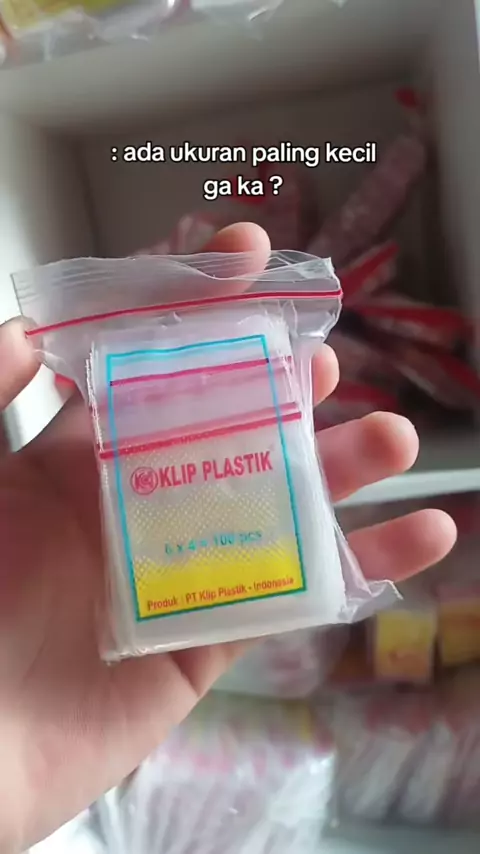 : ada ukuran paling kecil
ga ka ?
KLIP PLASTIK
6 x 4 = 100 pcs
Produk : PT Klip Plastik - Indonesia